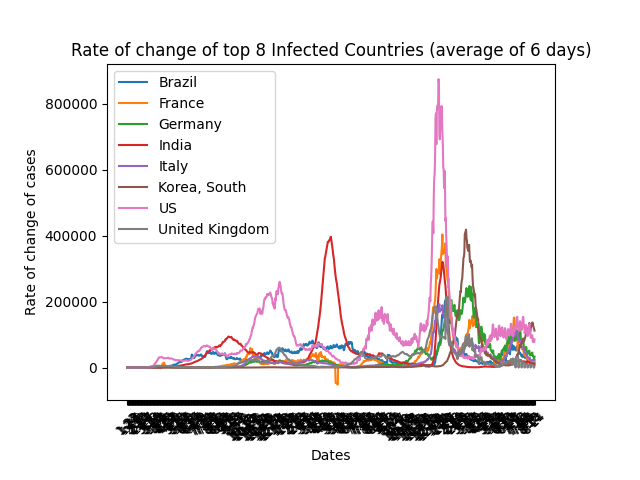 Rate of change of top 8 Infected Countries (average of 6 days)
Brazil
France
Germany
India
Italy
Korea, South
US
United Kingdom
800000
600000
400000
200000
0
Rate of change of cases
Dates